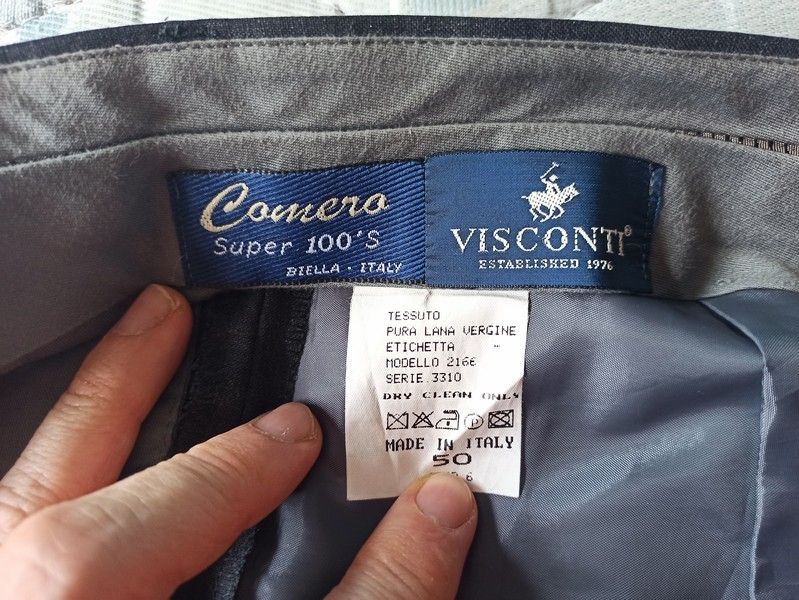 Comero
Super 100'S
BIELLA · ITALY
VISCONTI®
ESTABLISHED 1976
TESSUTO
PURA LANA VERGINE
ETICHETTA -
MODELLO 2166
SERIE 3310
DRY CLEAN ONLY
MADE IN ITALY
50